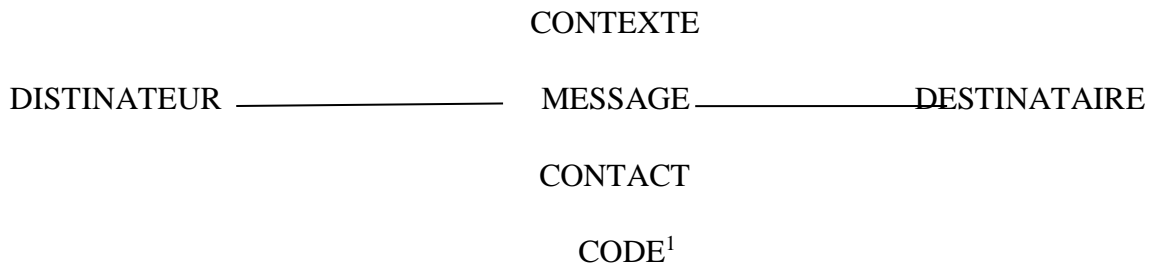 CONTEXTE
DISTINATEUR MESSAGE DESTINATAIRE
CONTACT
CODE¹